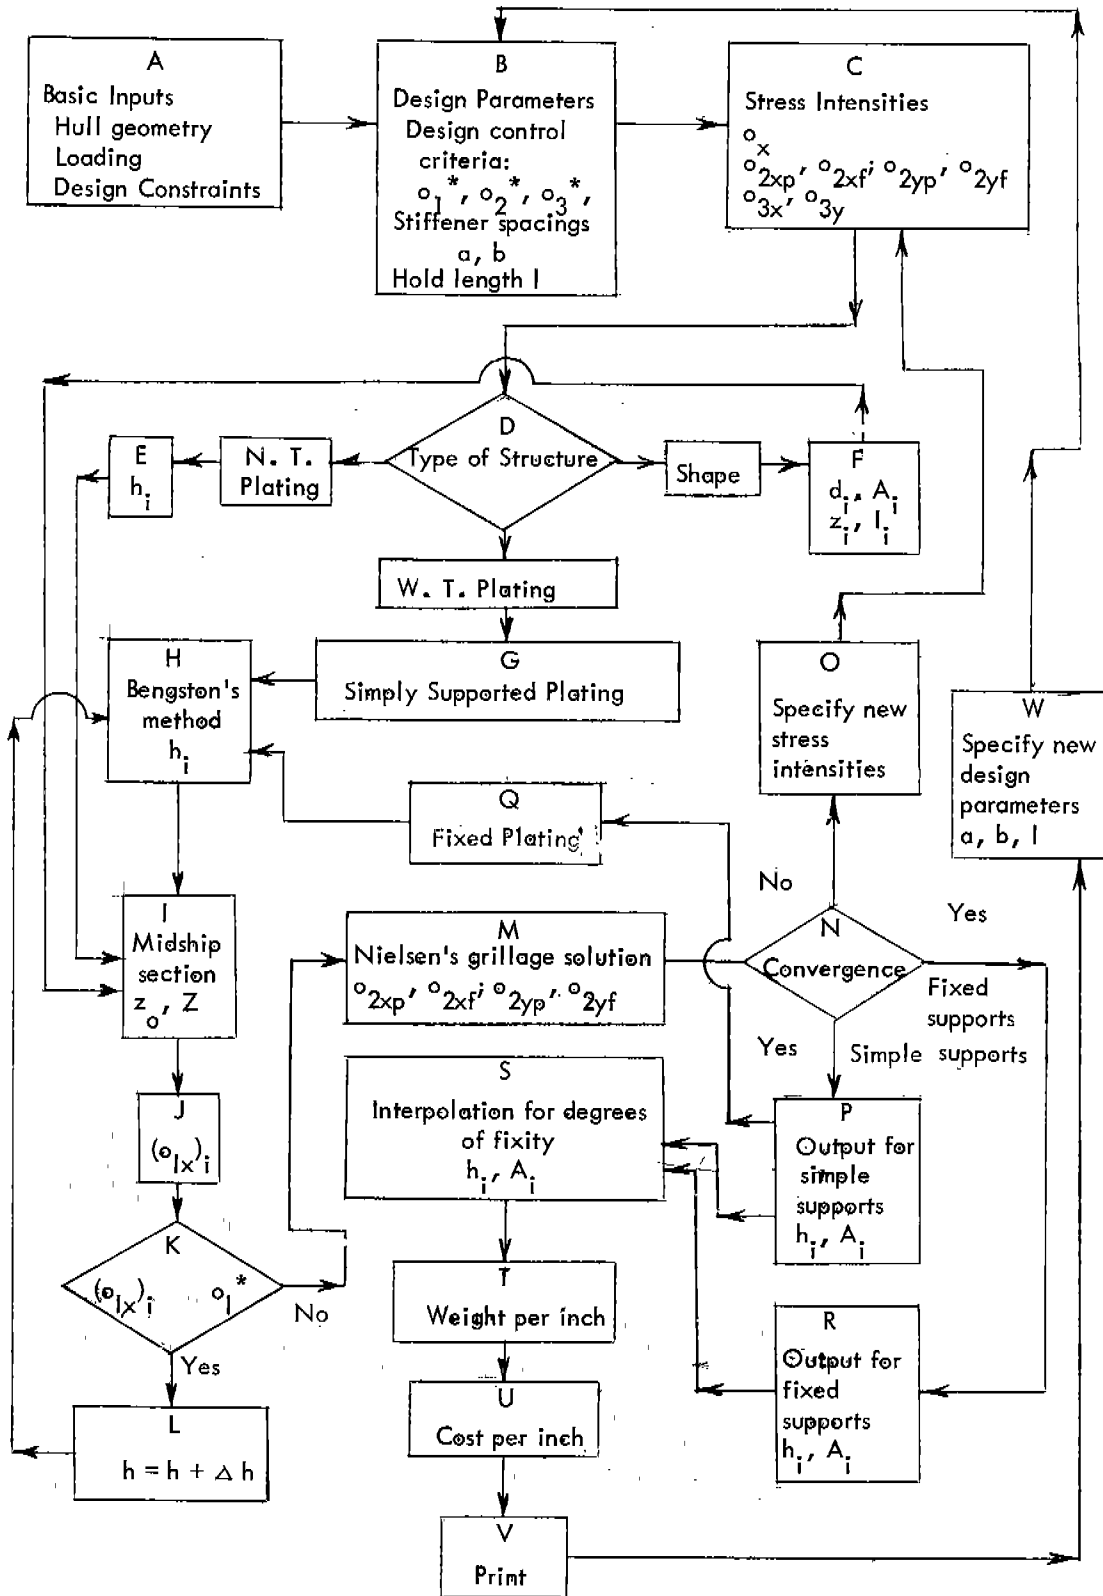 A
Basic Inputs
Hull geometry
Loading
Design Constraints
B
Design Parameters
Design control
criteria:
σ1*, σ2*, σ3*,
Stiffener spacings
a, b
Hold length l
C
Stress Intensities
σx
σ2xp, σ2xf; σ2yp, σ2yf
σ3x, σ3y
D
Type of Structure
N. T.
Plating
E
hi
Shape
F
di, Ai
zi, Ii
W. T. Plating
G
Simply Supported Plating
H
Bengston's
method
hi
O
Specify new
stress
intensities
W
Specify new
design
parameters
a, b, l
Q
Fixed Plating
No
Yes
I
Midship
section
zo, Z
M
Nielsen's grillage solution
σ2xp, σ2xf; σ2yp, σ2yf
N
Convergence
Fixed
supports
Yes
Simple supports
J
(σ1x)i
S
Interpolation for degrees
of fixity
hi, Ai
P
Output for
simple
supports
hi, Ai
K
(σ1x)i σ1*
No
Yes
T
Weight per inch
R
Output for
fixed
supports
hi, Ai
L
h = h + Δ h
U
Cost per inch
V
Print